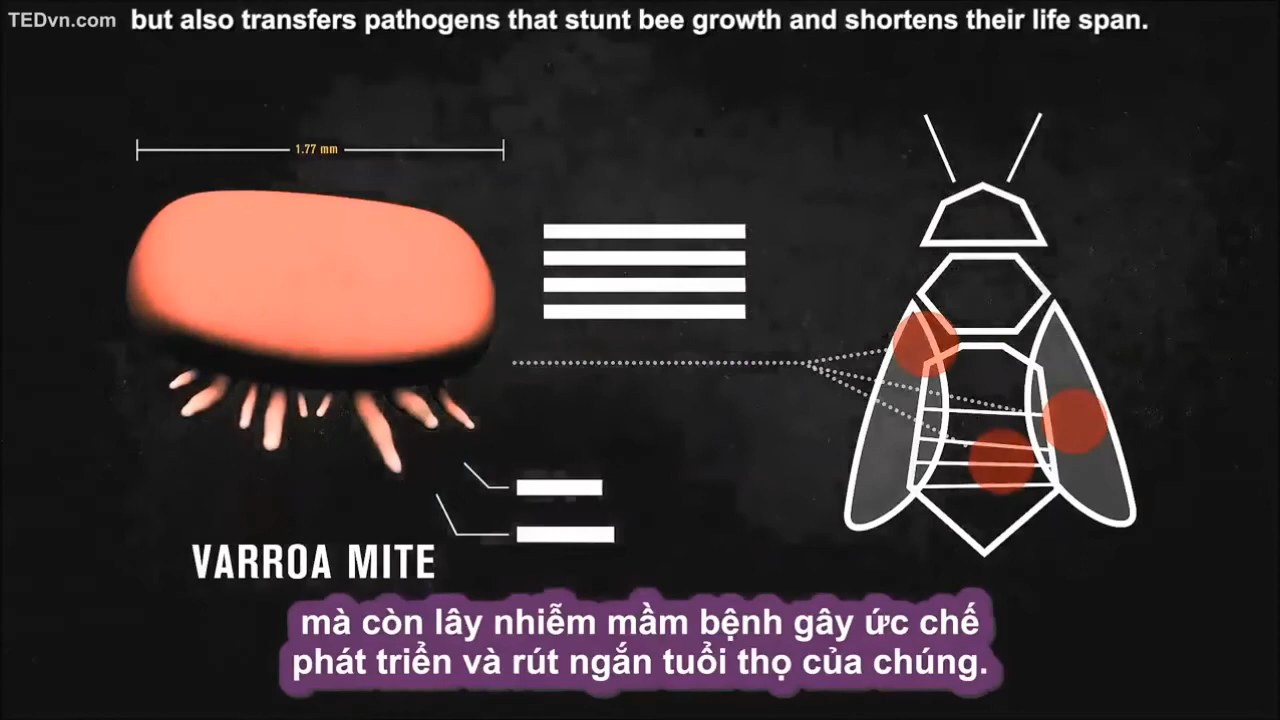 TEDvn.com
but also transfers pathogens that stunt bee growth and shortens their life span.
1.77 mm
VARROA MITE
mà còn lây nhiễm mầm bệnh gây ức chế
phát triển và rút ngắn tuổi thọ của chúng.